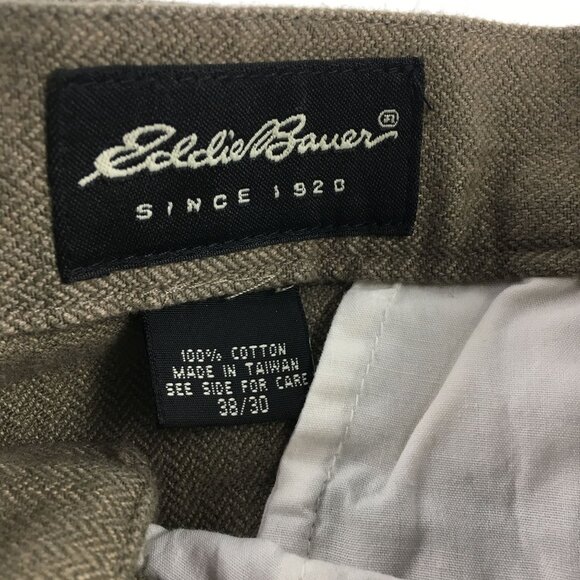 Eddie Bauer®
SINCE 1920
100% COTTON
MADE IN TAIWAN
SEE SIDE FOR CARE
38/30